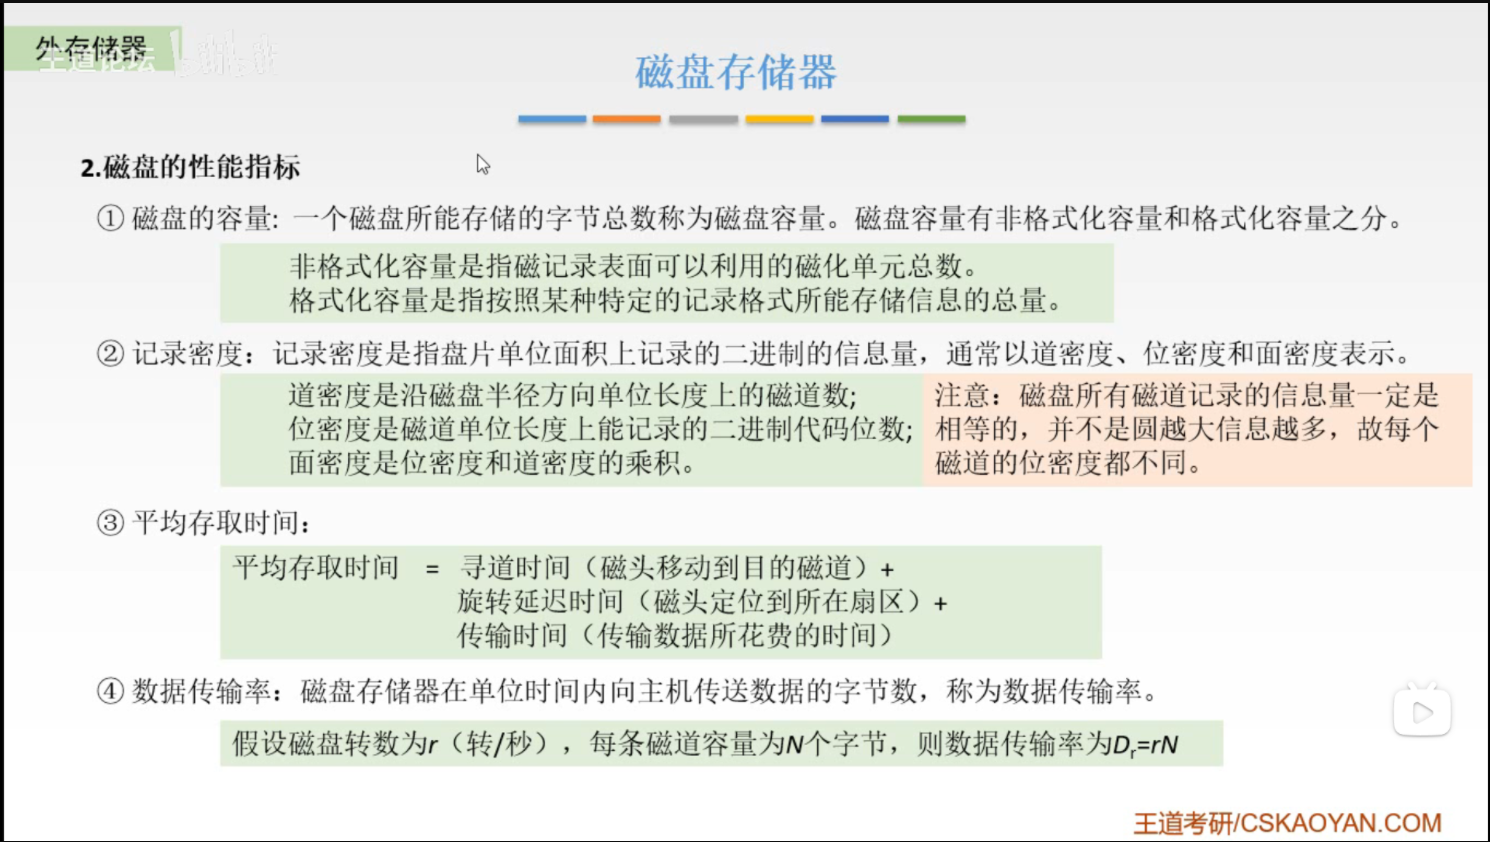 外存储器
王道论坛
磁盘存储器
2.磁盘的性能指标
① 磁盘的容量: 一个磁盘所能存储的字节总数称为磁盘容量。磁盘容量有非格式化容量和格式化容量之分。
非格式化容量是指磁记录表面可以利用的磁化单元总数。
格式化容量是指按照某种特定的记录格式所能存储信息的总量。
② 记录密度：记录密度是指盘片单位面积上记录的二进制的信息量，通常以道密度、位密度和面密度表示。
道密度是沿磁盘半径方向单位长度上的磁道数;
位密度是磁道单位长度上能记录的二进制代码位数;
面密度是位密度和道密度的乘积。
注意：磁盘所有磁道记录的信息量一定是
相等的，并不是圆越大信息越多，故每个
磁道的位密度都不同。
③ 平均存取时间：
平均存取时间 = 寻道时间（磁头移动到目的磁道）+
旋转延迟时间（磁头定位到所在扇区）+
传输时间（传输数据所花费的时间）
④ 数据传输率：磁盘存储器在单位时间内向主机传送数据的字节数，称为数据传输率。
假设磁盘转数为r（转/秒），每条磁道容量为N个字节，则数据传输率为Dr=rN
王道考研/CSKAOYAN.COM